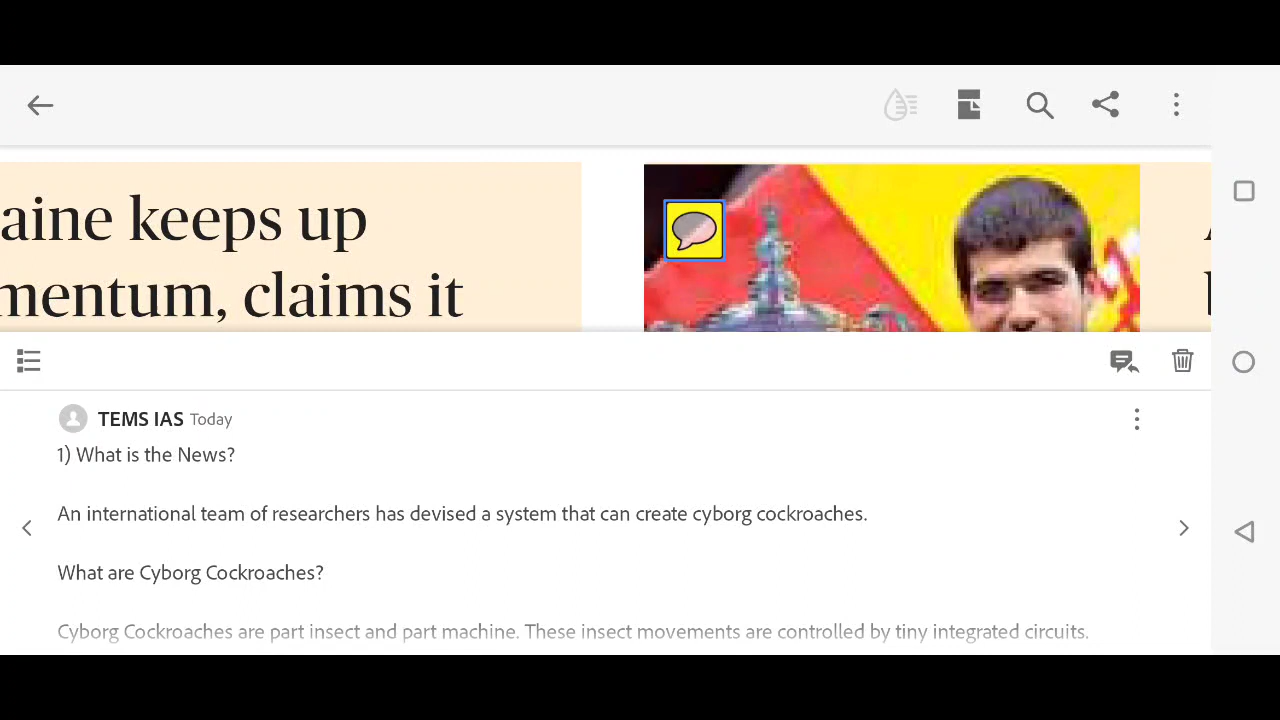 aine keeps up
mentum, claims it
TEMS IAS Today
1) What is the News?
An international team of researchers has devised a system that can create cyborg cockroaches.
What are Cyborg Cockroaches?
Cyborg Cockroaches are part insect and part machine. These insect movements are controlled by tiny integrated circuits.